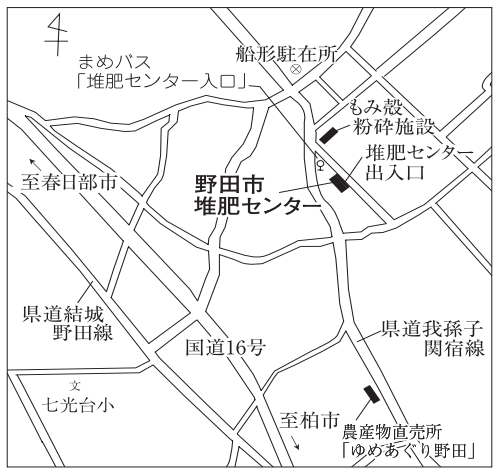 船形駐在所
まめバス
「堆肥センター入口」
もみ殻
粉砕施設
堆肥センター
出入口
至春日部市
野田市
堆肥センター
県道結城
野田線
国道16号
県道我孫子
関宿線
文
七光台小
至柏市
農産物直売所
「ゆめあぐり野田」